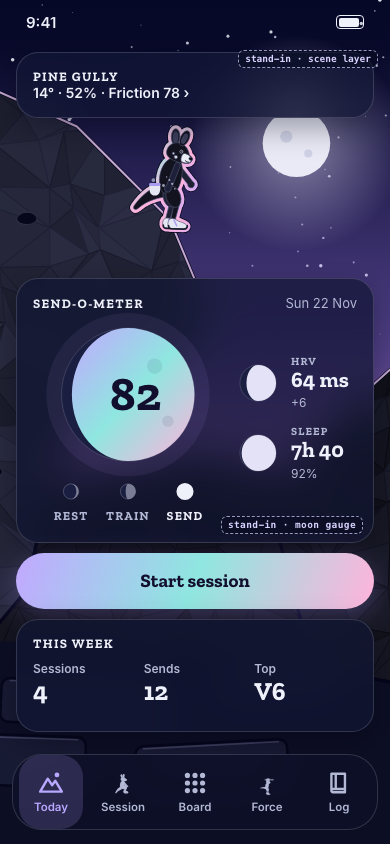 9:41
stand-in · scene layer
PINE GULLY
14° · 52% · Friction 78 ›
SEND-O-METER
Sun 22 Nov
82
HRV
64 ms
+6
SLEEP
7h 40
92%
REST TRAIN SEND
stand-in · moon gauge
Start session
THIS WEEK
Sessions Sends Top
4 12 V6
Today Session Board Force Log